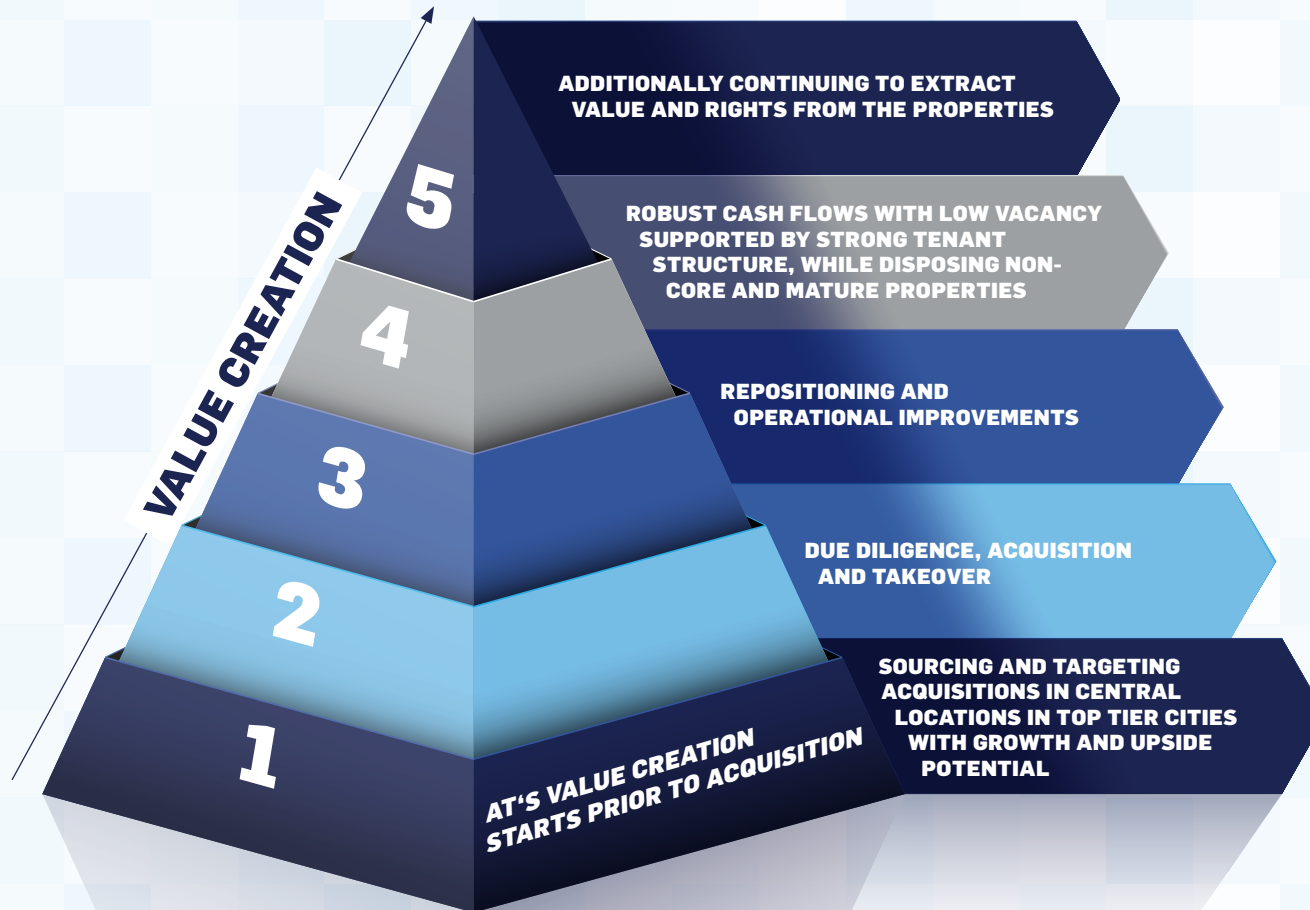 5
ADDITIONALLY CONTINUING TO EXTRACT
VALUE AND RIGHTS FROM THE PROPERTIES
VALUE CREATION
4
ROBUST CASH FLOWS WITH LOW VACANCY
SUPPORTED BY STRONG TENANT
STRUCTURE, WHILE DISPOSING NON-
CORE AND MATURE PROPERTIES
3
REPOSITIONING AND
OPERATIONAL IMPROVEMENTS
2
DUE DILIGENCE, ACQUISITION
AND TAKEOVER
1
SOURCING AND TARGETING
ACQUISITIONS IN CENTRAL
LOCATIONS IN TOP TIER CITIES
WITH GROWTH AND UPSIDE
POTENTIAL
AT‘S VALUE CREATION
STARTS PRIOR TO ACQUISITION